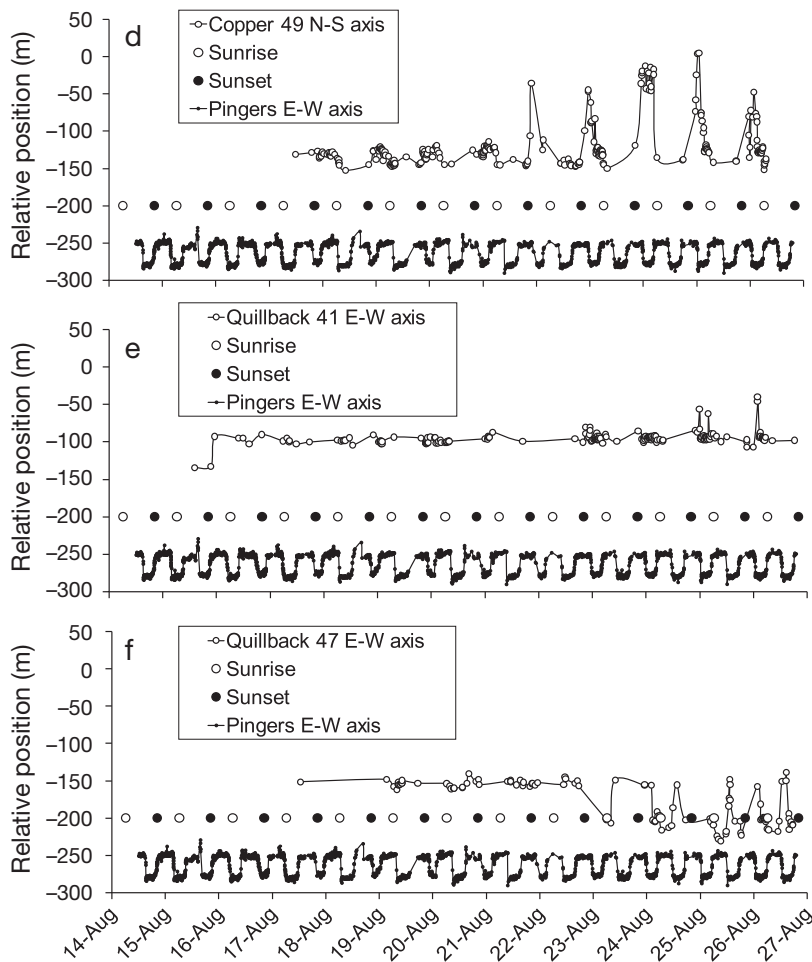 d
Copper 49 N-S axis
Sunrise
Sunset
Pingers E-W axis
Relative position (m)
50
0
−50
−100
−150
−200
−250
−300
e
Quillback 41 E-W axis
Sunrise
Sunset
Pingers E-W axis
Relative position (m)
50
0
−50
−100
−150
−200
−250
−300
f
Quillback 47 E-W axis
Sunrise
Sunset
Pingers E-W axis
Relative position (m)
50
0
−50
−100
−150
−200
−250
−300
14-Aug
15-Aug
16-Aug
17-Aug
18-Aug
19-Aug
20-Aug
21-Aug
22-Aug
23-Aug
24-Aug
25-Aug
26-Aug
27-Aug